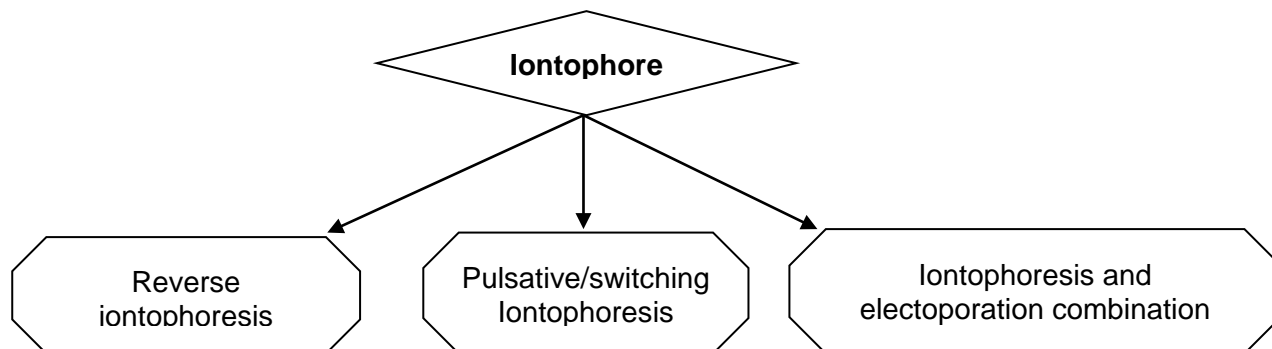 Iontophore
Reverse
iontophoresis
Pulsative/switching
Iontophoresis
Iontophoresis and
electoporation combination